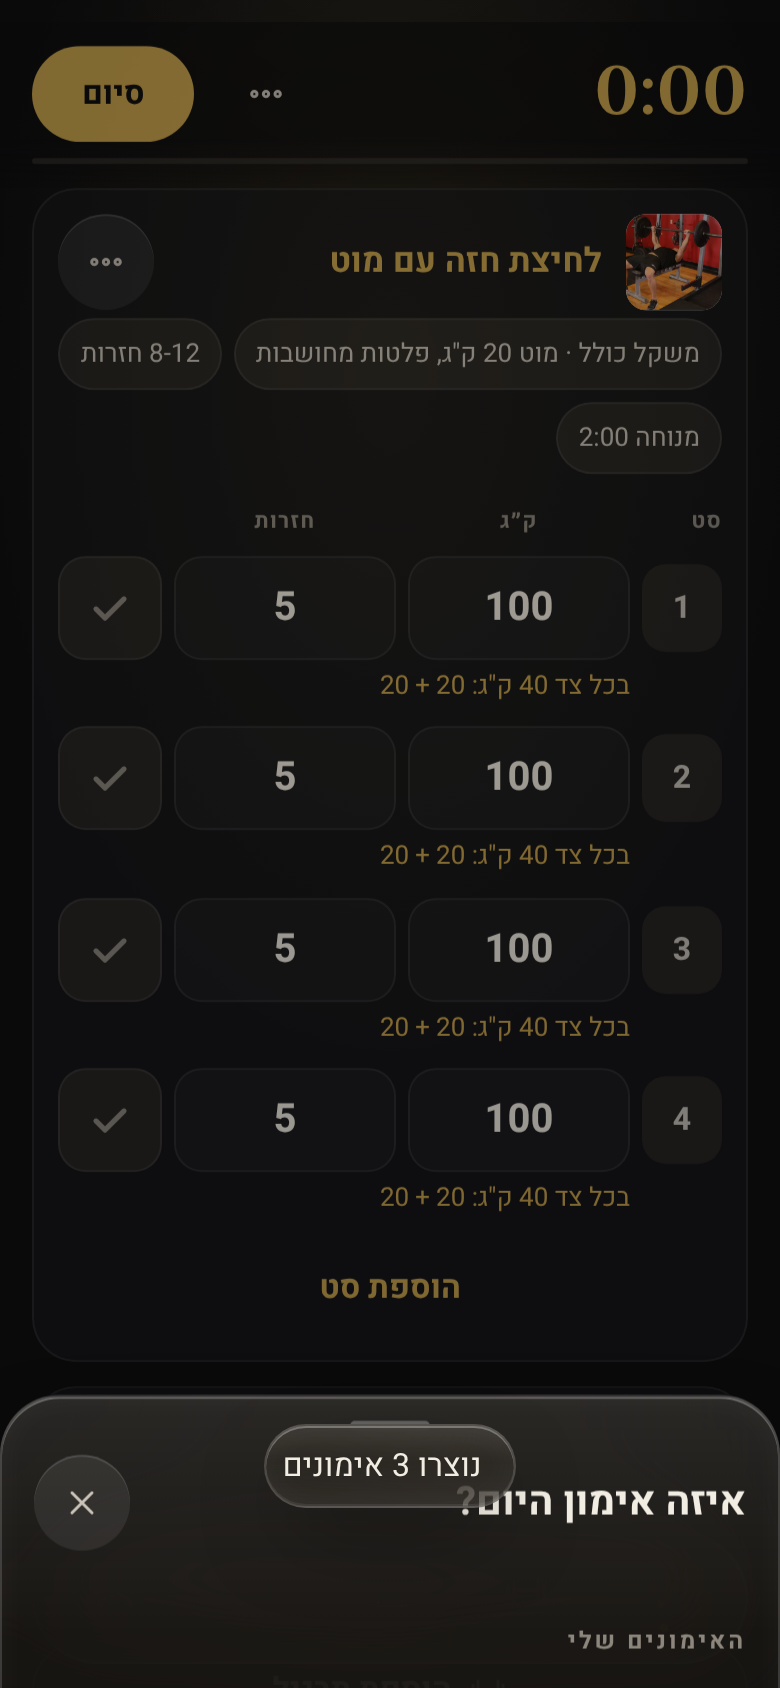 0:00
סיום
לחיצת חזה עם מוט
משקל כולל · מוט 20 ק"ג, פלטות מחושבות
8-12 חזרות
מנוחה 2:00
סט ק״ג חזרות
1 100 5
בכל צד 40 ק"ג: 20 + 20
2 100 5
בכל צד 40 ק"ג: 20 + 20
3 100 5
בכל צד 40 ק"ג: 20 + 20
4 100 5
בכל צד 40 ק"ג: 20 + 20
הוספת סט
נוצרו 3 אימונים
איזה אימון היום?
האימונים שלי
הוספת תרגיל